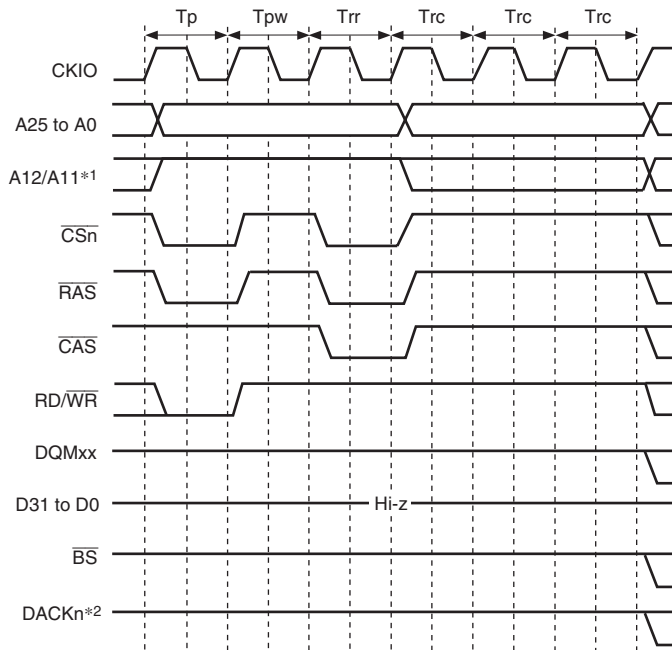 Tp Tpw Trr Trc Trc Trc
CKIO
A25 to A0
A12/A11*1
CSn
RAS
CAS
RD/WR
DQMxx
D31 to D0 Hi-z
BS
DACKn*2